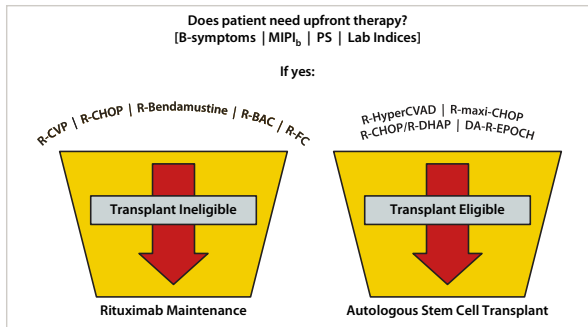 Does patient need upfront therapy?
[B-symptoms | MIPIb | PS | Lab Indices]
If yes:
R-CVP | R-CHOP | R-Bendamustine | R-BAC | R-FC
Transplant Ineligible
Rituximab Maintenance
R-HyperCVAD | R-maxi-CHOP
R-CHOP/R-DHAP | DA-R-EPOCH
Transplant Eligible
Autologous Stem Cell Transplant